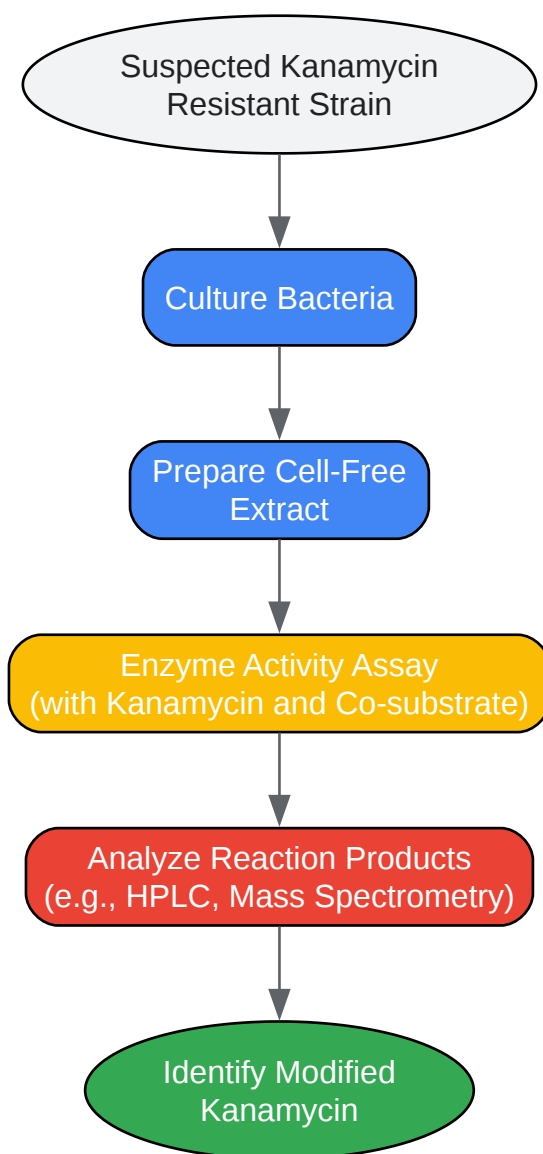 Suspected Kanamycin
Resistant Strain
Culture Bacteria
Prepare Cell-Free
Extract
Enzyme Activity Assay
(with Kanamycin and Co-substrate)
Analyze Reaction Products
(e.g., HPLC, Mass Spectrometry)
Identify Modified
Kanamycin